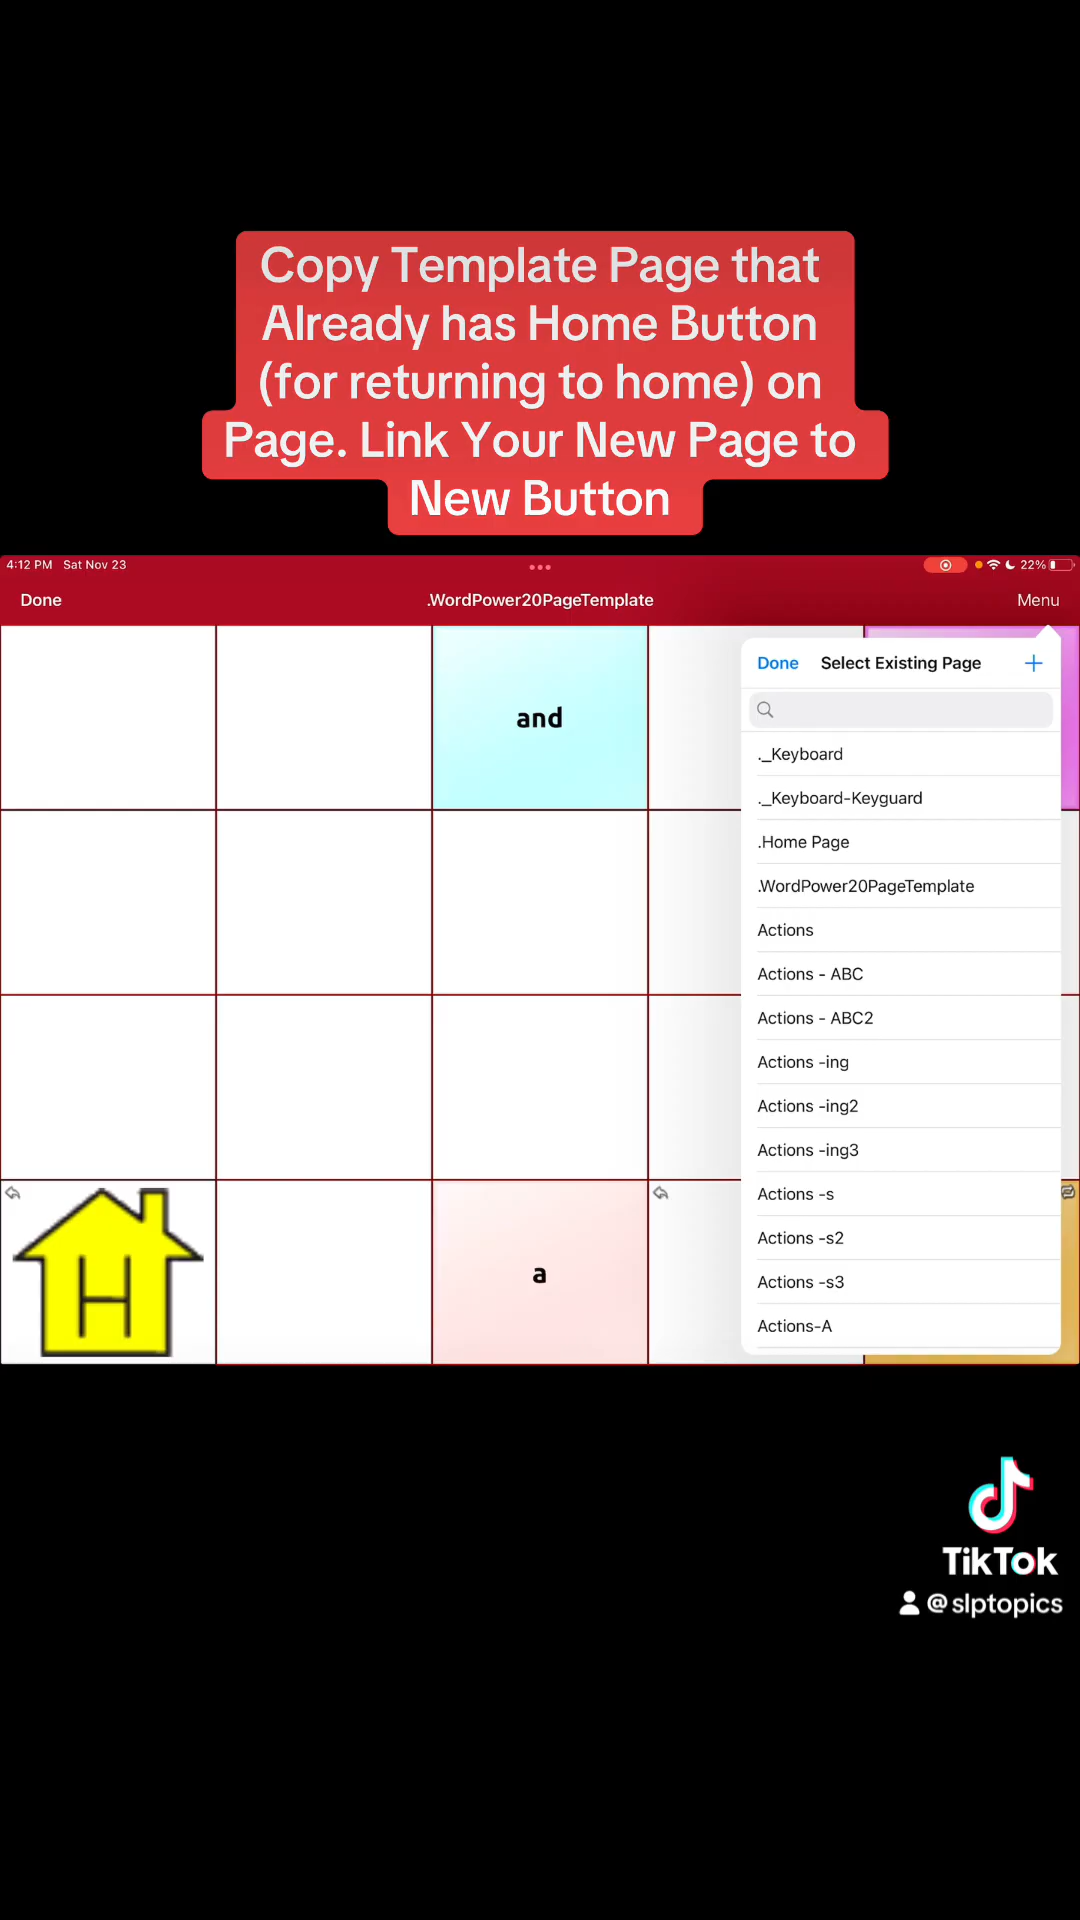 Copy Template Page that
Already has Home Button
(for returning to home) on
Page. Link Your New Page to
New Button
4:12 PM Sat Nov 23
22%
Done
.WordPower20PageTemplate
Menu
and
Done
Select Existing Page
._Keyboard
._Keyboard-Keyguard
.Home Page
.WordPower20PageTemplate
Actions
Actions - ABC
Actions - ABC2
Actions -ing
Actions -ing2
Actions -ing3
Actions -s
Actions -s2
Actions -s3
Actions-A
H
a
TikTok
@slptopics